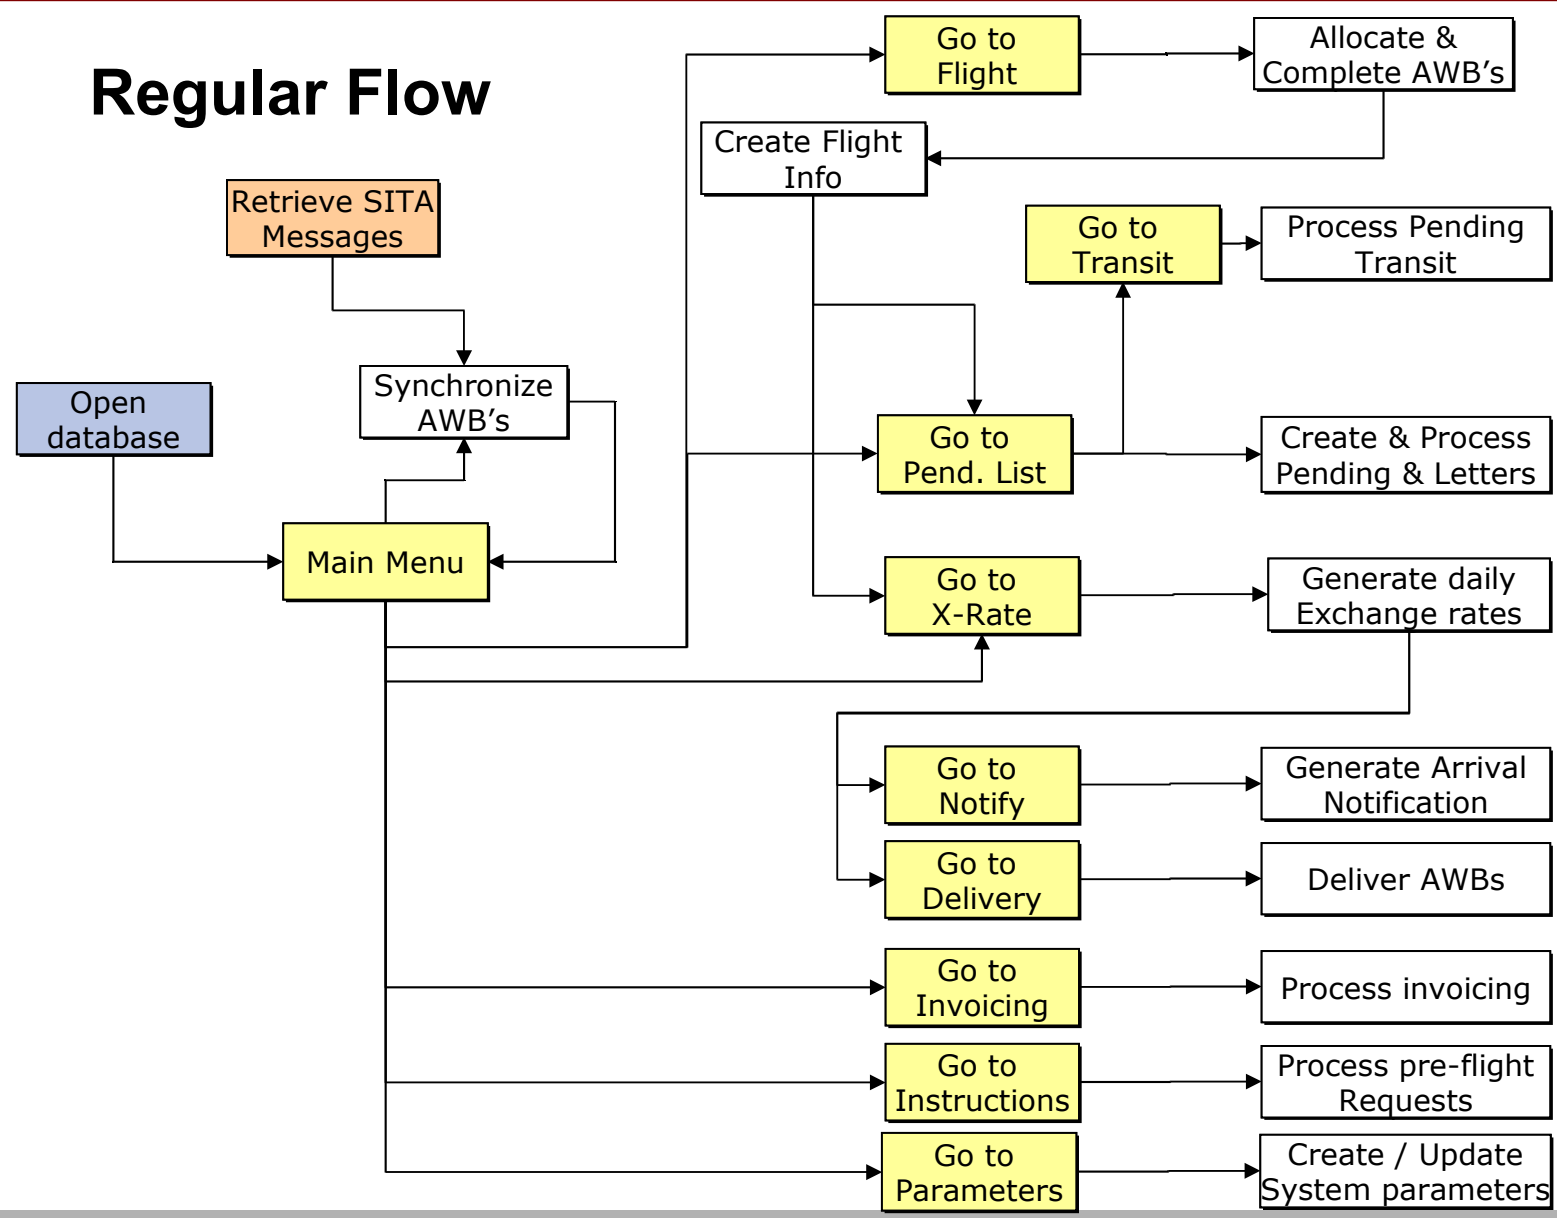 Regular Flow
Go to
Flight
Allocate &
Complete AWB's
Create Flight
Info
Retrieve SITA
Messages
Go to
Transit
Process Pending
Transit
Synchronize
AWB's
Open
database
Go to
Pend. List
Create & Process
Pending & Letters
Main Menu
Go to
X-Rate
Generate daily
Exchange rates
Go to
Notify
Generate Arrival
Notification
Go to
Delivery
Deliver AWBs
Go to
Invoicing
Process invoicing
Go to
Instructions
Process pre-flight
Requests
Go to
Parameters
Create / Update
System parameters